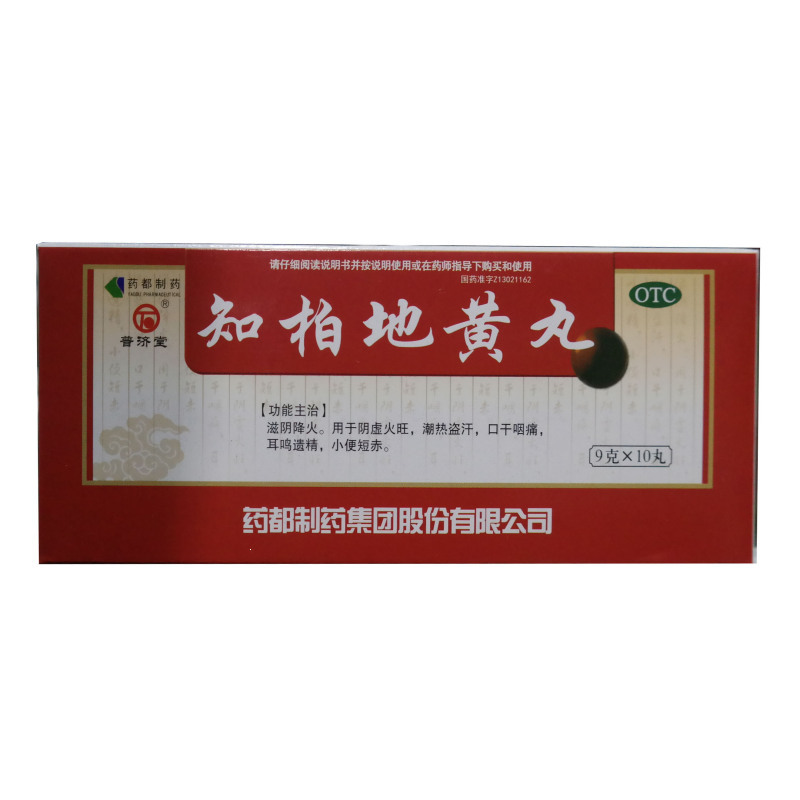 请仔细阅读说明书并按说明使用或在药师指导下购买和使用
国药准字Z13021162
药都制药
YAODU PHARMACEUTICAL
®
普济堂
知柏地黄丸
OTC
【功能主治】
滋阴降火。用于阴虚火旺，潮热盗汗，口干咽痛，
耳鸣遗精，小便短赤。
9克×10丸
药都制药集团股份有限公司